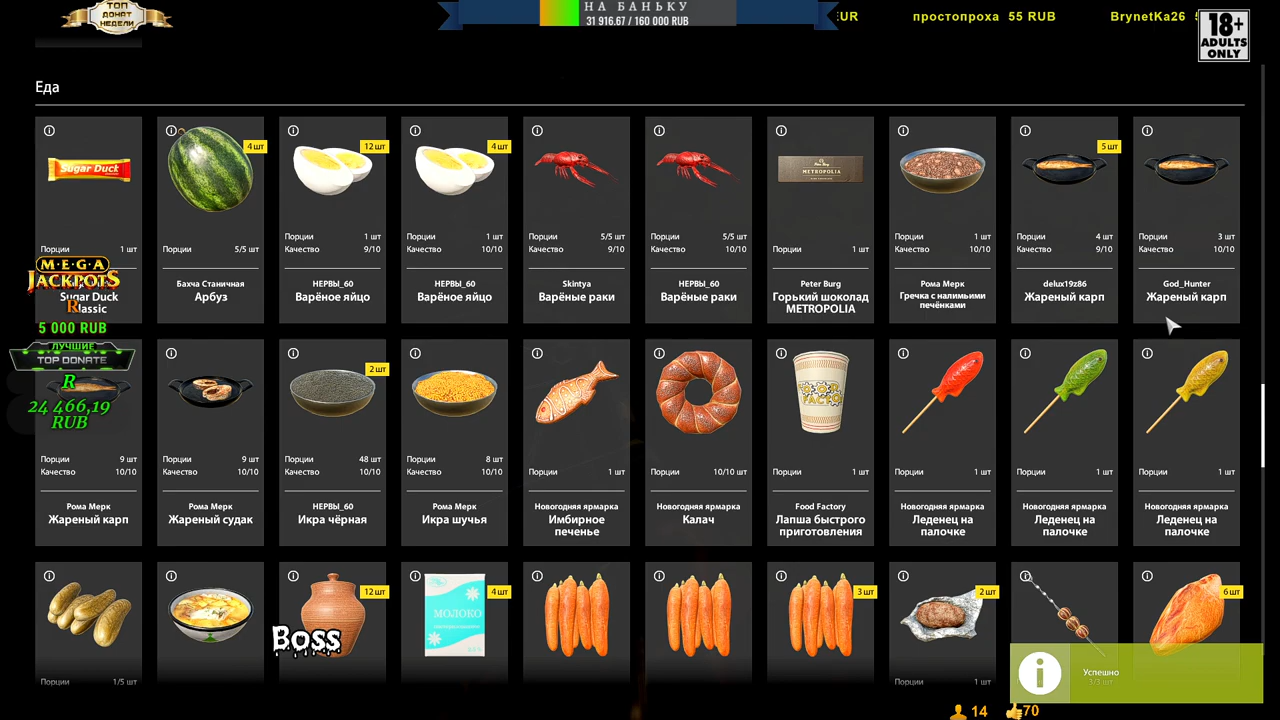 ТОП
ДОНАТ
НЕДЕЛИ
НА БАНЬКУ
31 916.67 / 160 000 RUB
EUR
простопроха 55 RUB
BrynetKa26
18+
ADULTS
ONLY
Еда
Sugar Duck
4 шт
12 шт
4 шт
METROPOLIA
5 шт
Порции 1 шт
Порции 5/5 шт
Порции 1 шт
Качество 9/10
Порции 1 шт
Качество 10/10
Порции 5/5 шт
Качество 9/10
Порции 5/5 шт
Качество 10/10
Порции 1 шт
Порции 1 шт
Качество 10/10
Порции 4 шт
Качество 9/10
Порции 3 шт
Качество 10/10
MEGA
JACKPOTS
R
5 000 RUB
Sugar Duck
Classic
Бахча Станичная
Арбуз
НЕРВЫ_60
Варёное яйцо
НЕРВЫ_60
Варёное яйцо
Skintya
Варёные раки
НЕРВЫ_60
Варёные раки
Peter Burg
Горький шоколад
METROPOLIA
Рома Мерк
Гречка с налимьими
печёнками
delux19z86
Жареный карп
God_Hunter
Жареный карп
ЛУЧШИЕ
TOP DONATE
R
24 466,19
RUB
2 шт
Порции 9 шт
Качество 10/10
Порции 9 шт
Качество 10/10
Порции 48 шт
Качество 10/10
Порции 8 шт
Качество 10/10
Порции 1 шт
Порции 10/10 шт
Порции 1 шт
Порции 1 шт
Порции 1 шт
Порции 1 шт
Рома Мерк
Жареный карп
Рома Мерк
Жареный судак
НЕРВЫ_60
Икра чёрная
Рома Мерк
Икра щучья
Новогодняя ярмарка
Имбирное
печенье
Новогодняя ярмарка
Калач
Food Factory
Лапша быстрого
приготовления
Новогодняя ярмарка
Леденец на
палочке
Новогодняя ярмарка
Леденец на
палочке
Новогодняя ярмарка
Леденец на
палочке
12 шт
4 шт
МОЛОКО
3 шт
2 шт
6 шт
Boss
Порции 1/5 шт
Порции 1 шт
Успешно
3/3 шт
14
70